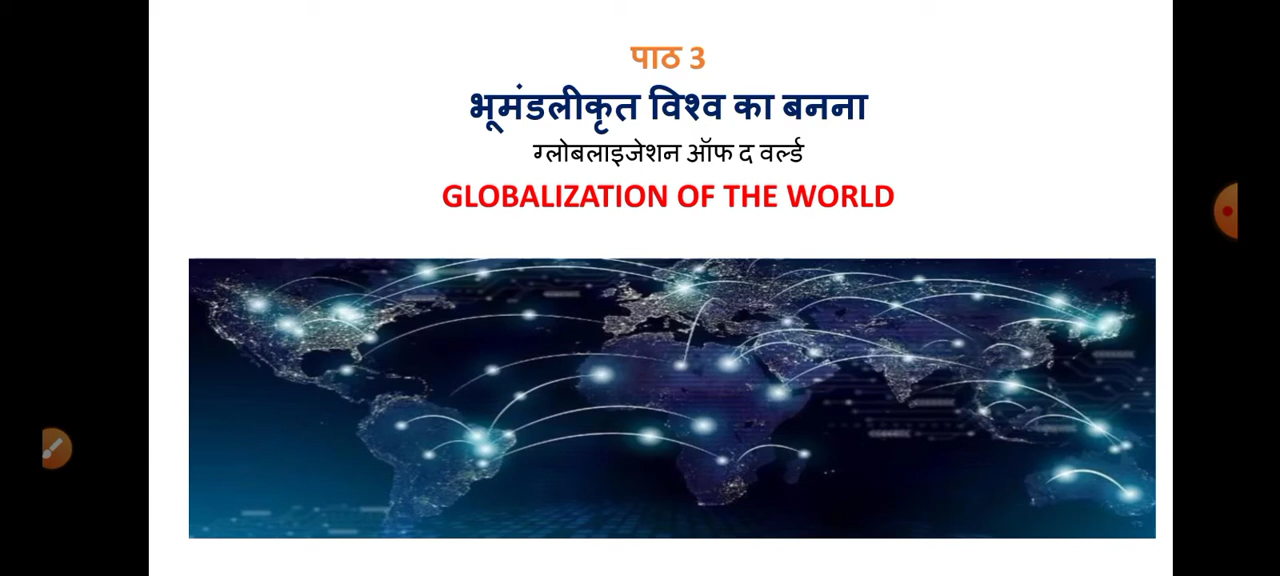 पाठ 3
भूमंडलीकृत विश्व का बनना
ग्लोबलाइजेशन ऑफ द वर्ल्ड
GLOBALIZATION OF THE WORLD